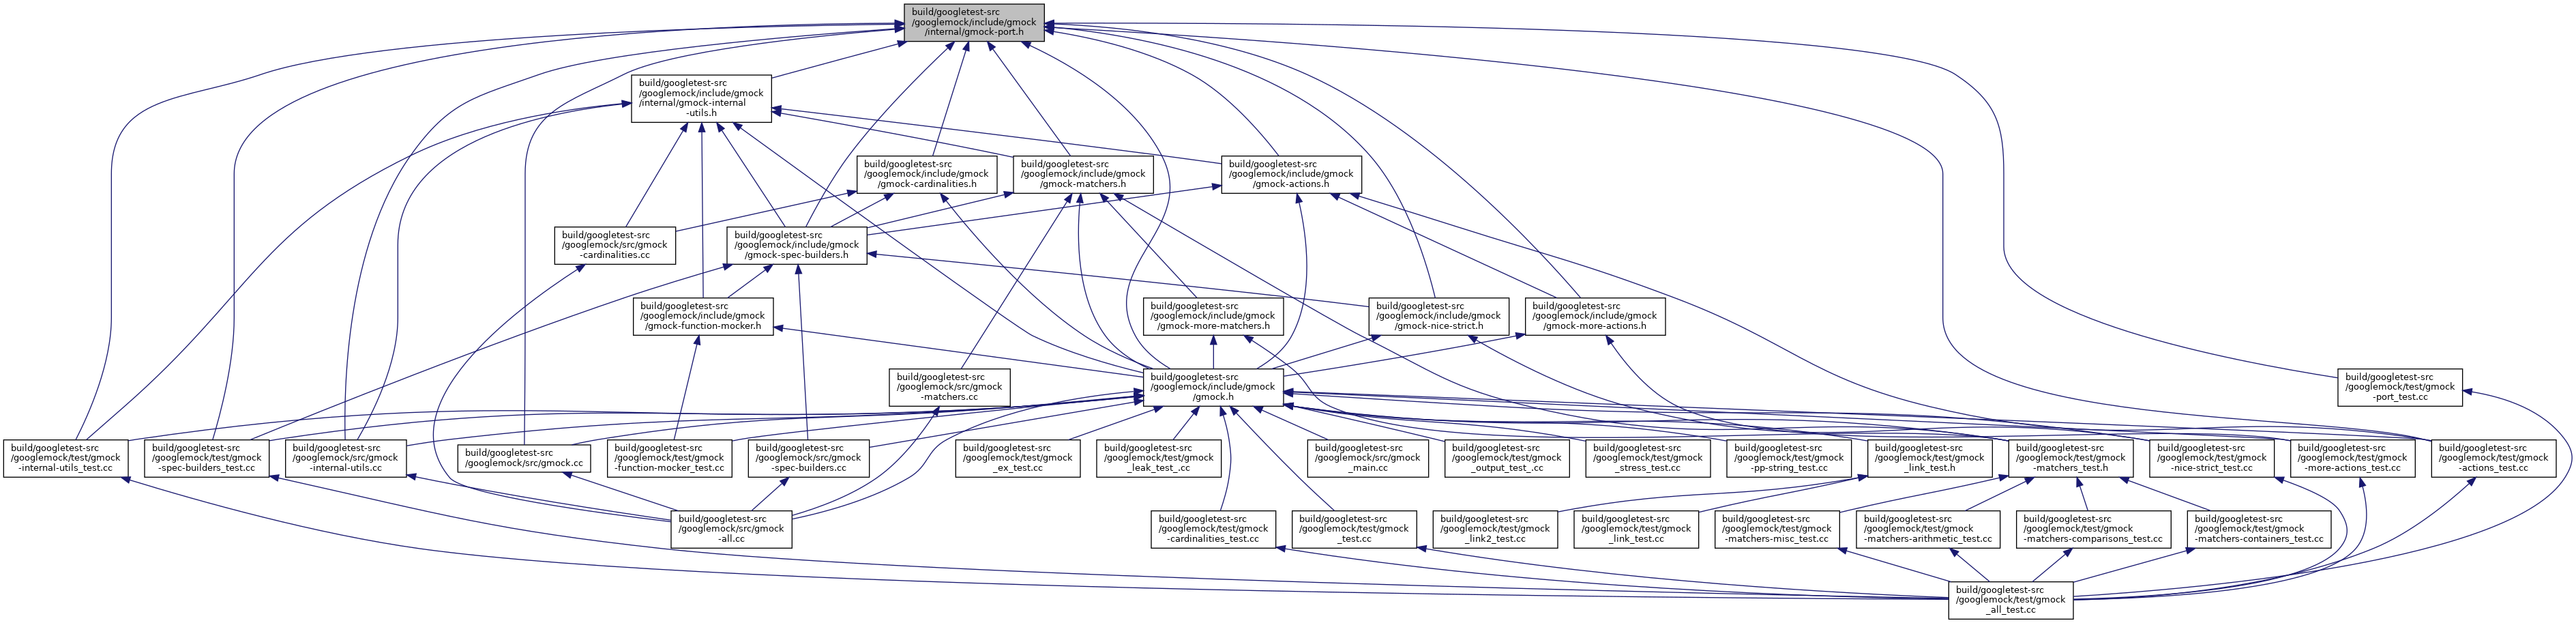 build/googletest-src
/googlemock/include/gmock
/internal/gmock-port.h
build/googletest-src
/googlemock/include/gmock
/internal/gmock-internal
-utils.h
build/googletest-src
/googlemock/include/gmock
/gmock-cardinalities.h
build/googletest-src
/googlemock/include/gmock
/gmock-matchers.h
build/googletest-src
/googlemock/include/gmock
/gmock-actions.h
build/googletest-src
/googlemock/src/gmock
-cardinalities.cc
build/googletest-src
/googlemock/include/gmock
/gmock-spec-builders.h
build/googletest-src
/googlemock/include/gmock
/gmock-function-mocker.h
build/googletest-src
/googlemock/include/gmock
/gmock-more-matchers.h
build/googletest-src
/googlemock/include/gmock
/gmock-nice-strict.h
build/googletest-src
/googlemock/include/gmock
/gmock-more-actions.h
build/googletest-src
/googlemock/src/gmock
-matchers.cc
build/googletest-src
/googlemock/include/gmock
/gmock.h
build/googletest-src
/googlemock/test/gmock
-port_test.cc
build/googletest-src
/googlemock/test/gmock
-internal-utils_test.cc
build/googletest-src
/googlemock/test/gmock
-spec-builders_test.cc
build/googletest-src
/googlemock/src/gmock
-internal-utils.cc
build/googletest-src
/googlemock/src/gmock.cc
build/googletest-src
/googlemock/test/gmock
-function-mocker_test.cc
build/googletest-src
/googlemock/src/gmock
-spec-builders.cc
build/googletest-src
/googlemock/test/gmock
_ex_test.cc
build/googletest-src
/googlemock/test/gmock
_leak_test_.cc
build/googletest-src
/googlemock/src/gmock
_main.cc
build/googletest-src
/googlemock/test/gmock
_output_test_.cc
build/googletest-src
/googlemock/test/gmock
_stress_test.cc
build/googletest-src
/googlemock/test/gmock
-pp-string_test.cc
build/googletest-src
/googlemock/test/gmock
_link_test.h
build/googletest-src
/googlemock/test/gmock
-matchers_test.h
build/googletest-src
/googlemock/test/gmock
-nice-strict_test.cc
build/googletest-src
/googlemock/test/gmock
-more-actions_test.cc
build/googletest-src
/googlemock/test/gmock
-actions_test.cc
build/googletest-src
/googlemock/src/gmock
-all.cc
build/googletest-src
/googlemock/test/gmock
-cardinalities_test.cc
build/googletest-src
/googlemock/test/gmock
_test.cc
build/googletest-src
/googlemock/test/gmock
_link2_test.cc
build/googletest-src
/googlemock/test/gmock
_link_test.cc
build/googletest-src
/googlemock/test/gmock
-matchers-misc_test.cc
build/googletest-src
/googlemock/test/gmock
-matchers-arithmetic_test.cc
build/googletest-src
/googlemock/test/gmock
-matchers-comparisons_test.cc
build/googletest-src
/googlemock/test/gmock
-matchers-containers_test.cc
build/googletest-src
/googlemock/test/gmock
_all_test.cc